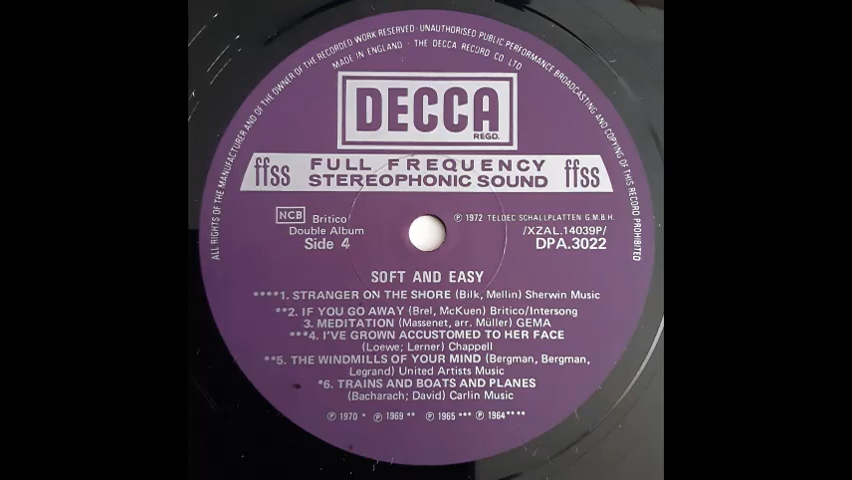 ALL RIGHTS OF THE MANUFACTURER AND OF THE OWNER OF THE RECORDED WORK RESERVED · UNAUTHORISED PUBLIC PERFORMANCE BROADCASTING AND COPYING OF THIS RECORD PROHIBITED
MADE IN ENGLAND · THE DECCA RECORD CO LTD
DECCA
REGD.
ffss FULL FREQUENCY STEREOPHONIC SOUND ffss
NCB Britico
Double Album
Side 4
℗ 1972 TELDEC SCHALLPLATTEN G.M.B.H.
/XZAL.14039P/
DPA.3022
SOFT AND EASY
****1. STRANGER ON THE SHORE (Bilk, Mellin) Sherwin Music
**2. IF YOU GO AWAY (Brel, McKuen) Britico/Intersong
3. MEDITATION (Massenet, arr. Müller) GEMA
***4. I'VE GROWN ACCUSTOMED TO HER FACE
(Loewe; Lerner) Chappell
**5. THE WINDMILLS OF YOUR MIND (Bergman, Bergman,
Legrand) United Artists Music
*6. TRAINS AND BOATS AND PLANES
(Bacharach; David) Carlin Music
℗ 1970 * ℗ 1969 ** ℗ 1965 *** ℗ 1964 ****